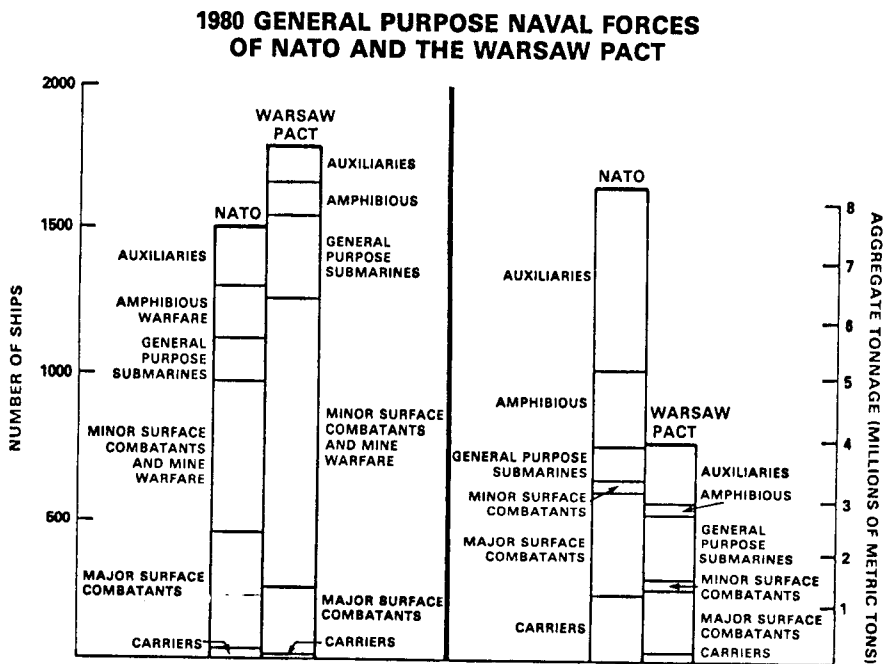 1980 GENERAL PURPOSE NAVAL FORCES
OF NATO AND THE WARSAW PACT
NUMBER OF SHIPS
2000
1500
1000
500
NATO
AUXILIARIES
AMPHIBIOUS
WARFARE
GENERAL
PURPOSE
SUBMARINES
MINOR SURFACE
COMBATANTS
AND MINE
WARFARE
MAJOR SURFACE
COMBATANTS
CARRIERS
WARSAW
PACT
AUXILIARIES
AMPHIBIOUS
GENERAL
PURPOSE
SUBMARINES
MINOR SURFACE
COMBATANTS
AND MINE
WARFARE
MAJOR SURFACE
COMBATANTS
CARRIERS
NATO
AUXILIARIES
AMPHIBIOUS
GENERAL PURPOSE
SUBMARINES
MINOR SURFACE
COMBATANTS
MAJOR SURFACE
COMBATANTS
CARRIERS
WARSAW
PACT
AUXILIARIES
AMPHIBIOUS
GENERAL
PURPOSE
SUBMARINES
MINOR SURFACE
COMBATANTS
MAJOR SURFACE
COMBATANTS
CARRIERS
8
7
6
5
4
3
2
1
AGGREGATE TONNAGE (MILLIONS OF METRIC TONS)